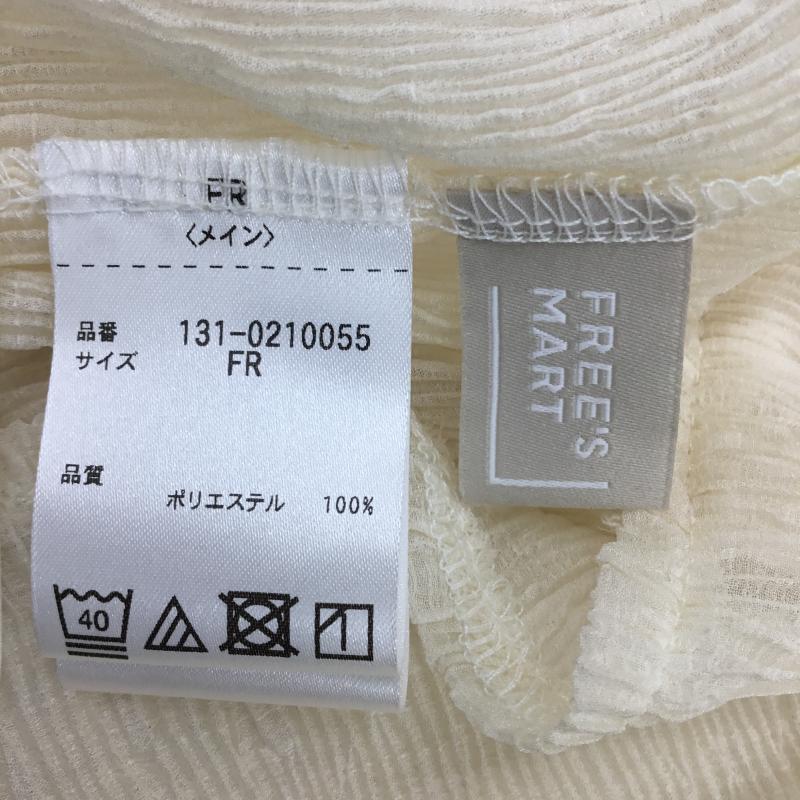 FR
〈メイン〉
品番 131-0210055
サイズ FR
品質
ポリエステル 100%
40
FREE'S
MART